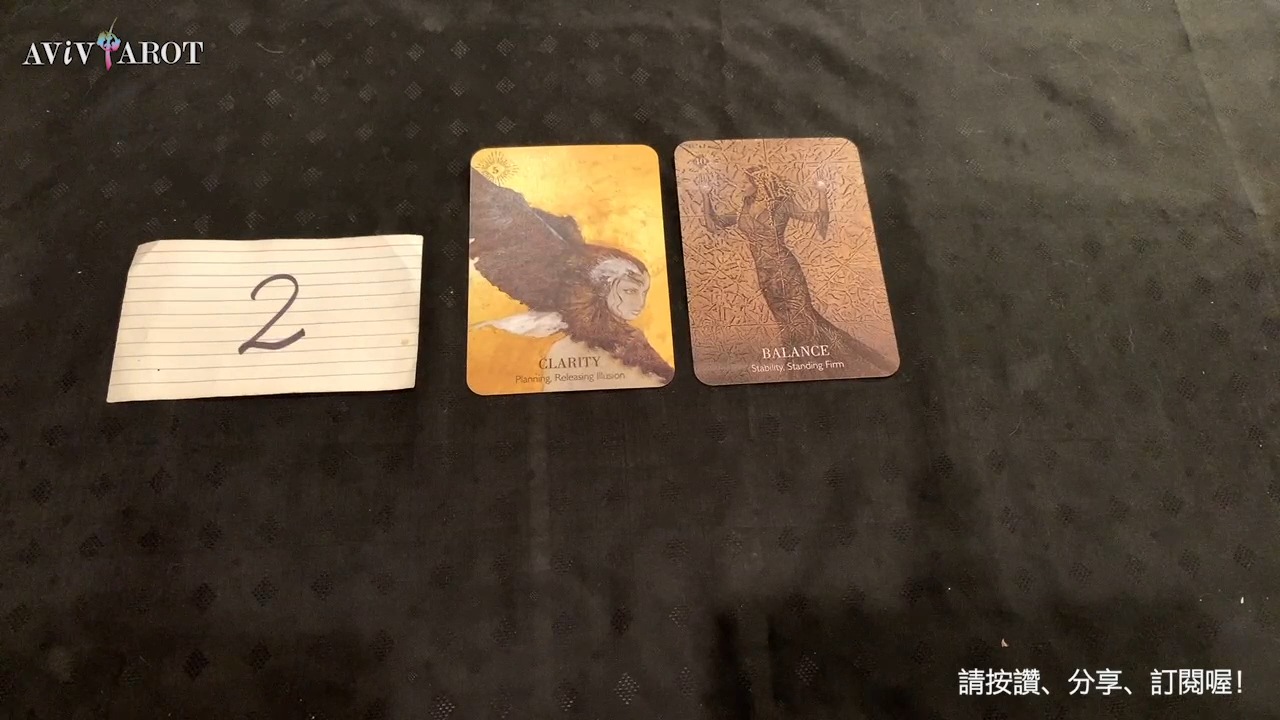 AViVTAROT
2
5
CLARITY
Planning, Releasing Illusion
BALANCE
Stability, Standing Firm
請按讚、分享、訂閱喔！